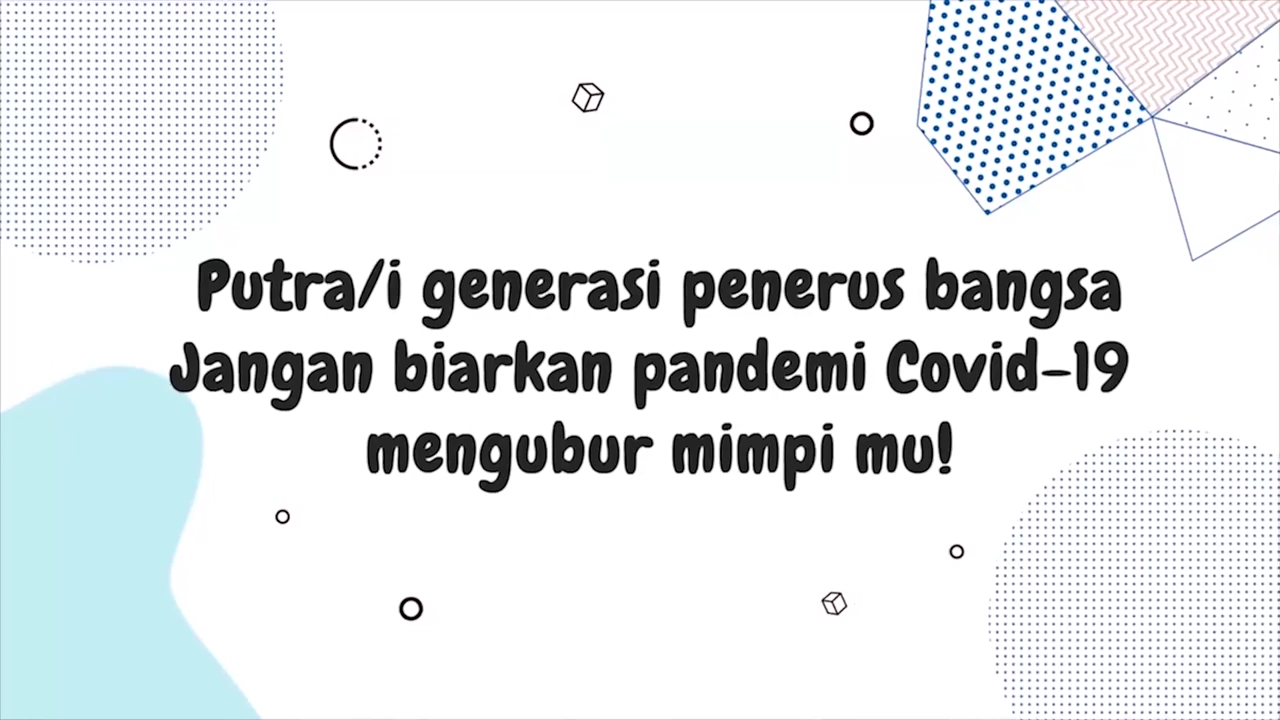 Putra/i generasi penerus bangsa
Jangan biarkan pandemi Covid-19
mengubur mimpi mu!